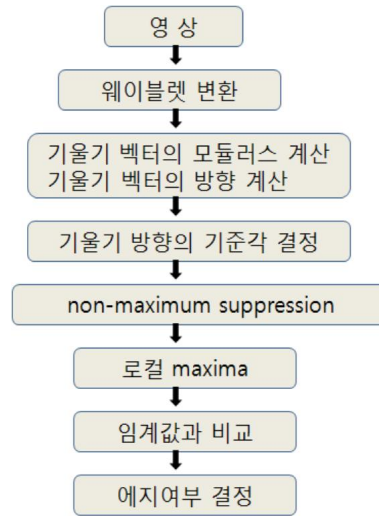 영 상
웨이블렛 변환
기울기 벡터의 모듈러스 계산
기울기 벡터의 방향 계산
기울기 방향의 기준각 결정
non-maximum suppression
로컬 maxima
임계값과 비교
에지여부 결정